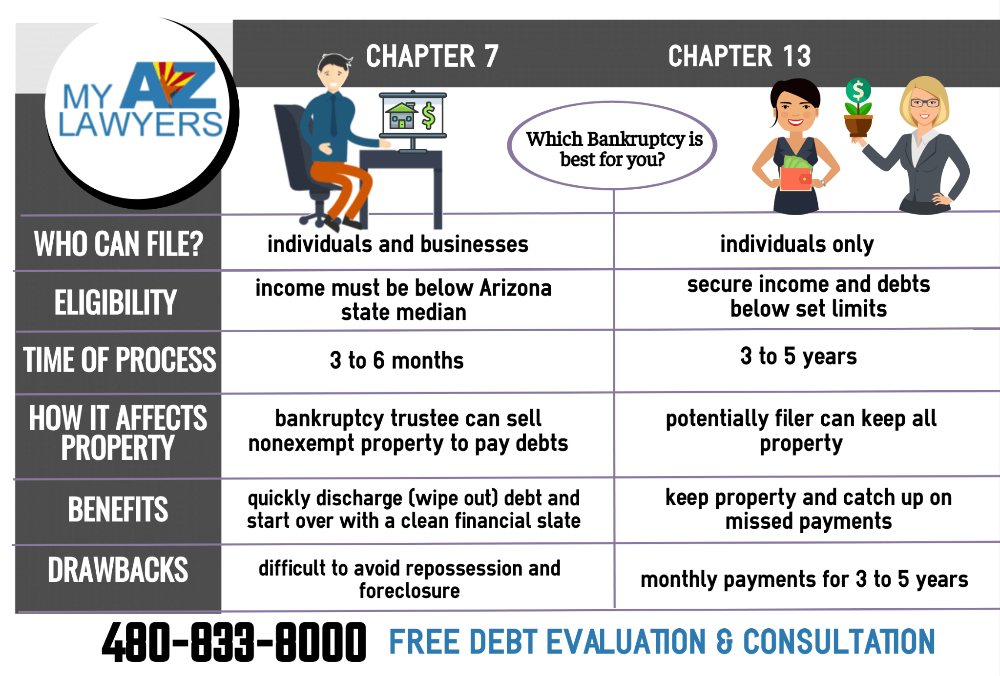 MY AZ
LAWYERS
CHAPTER 7
CHAPTER 13
$
$
Which Bankruptcy is
best for you?
WHO CAN FILE?
individuals and businesses
individuals only
ELIGIBILITY
income must be below Arizona
state median
secure income and debts
below set limits
TIME OF PROCESS
3 to 6 months
3 to 5 years
HOW IT AFFECTS
PROPERTY
bankruptcy trustee can sell
nonexempt property to pay debts
potentially filer can keep all
property
BENEFITS
quickly discharge (wipe out) debt and
start over with a clean financial slate
keep property and catch up on
missed payments
DRAWBACKS
difficult to avoid repossession and
foreclosure
monthly payments for 3 to 5 years
480-833-8000
FREE DEBT EVALUATION & CONSULTATION